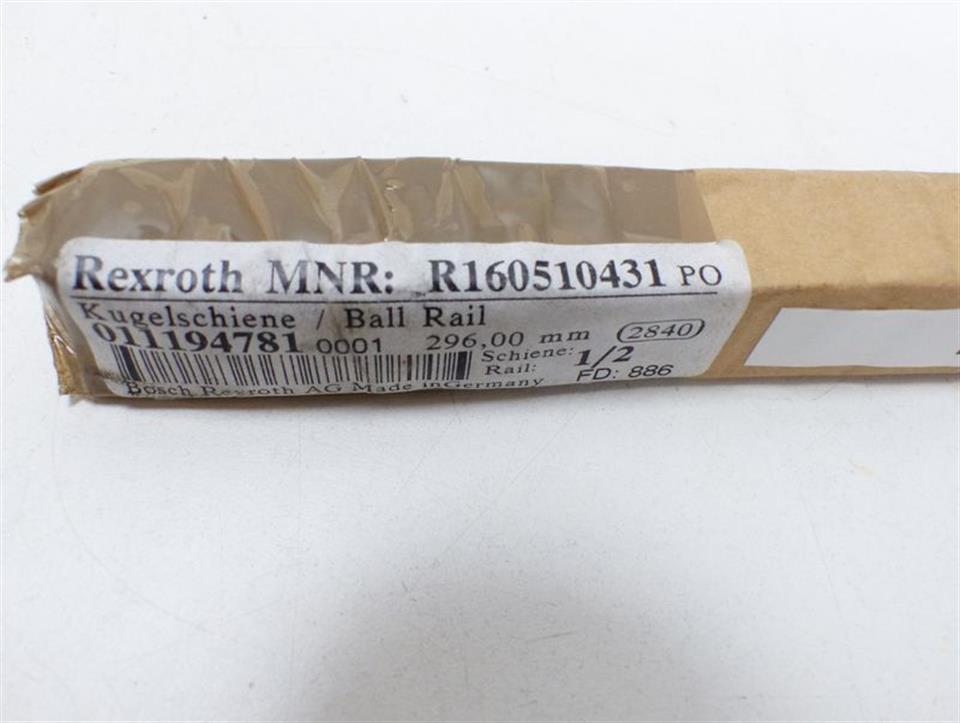 Rexroth MNR: R160510431 PO
Kugelschiene / Ball Rail
011194781 0001 296,00 mm (2840)
Schiene: 1/2
Rail:
FD: 886
Bosch Rexroth AG Made in Germany